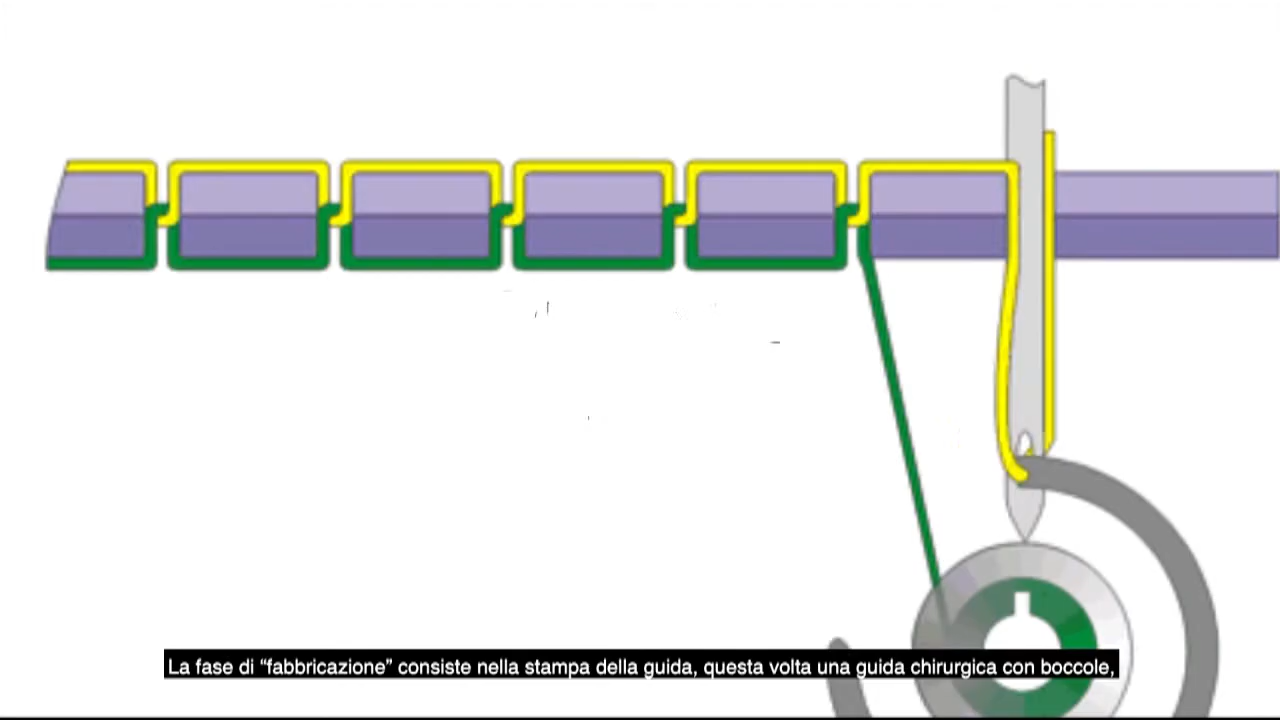 La fase di “fabbricazione” consiste nella stampa della guida, questa volta una guida chirurgica con boccole,